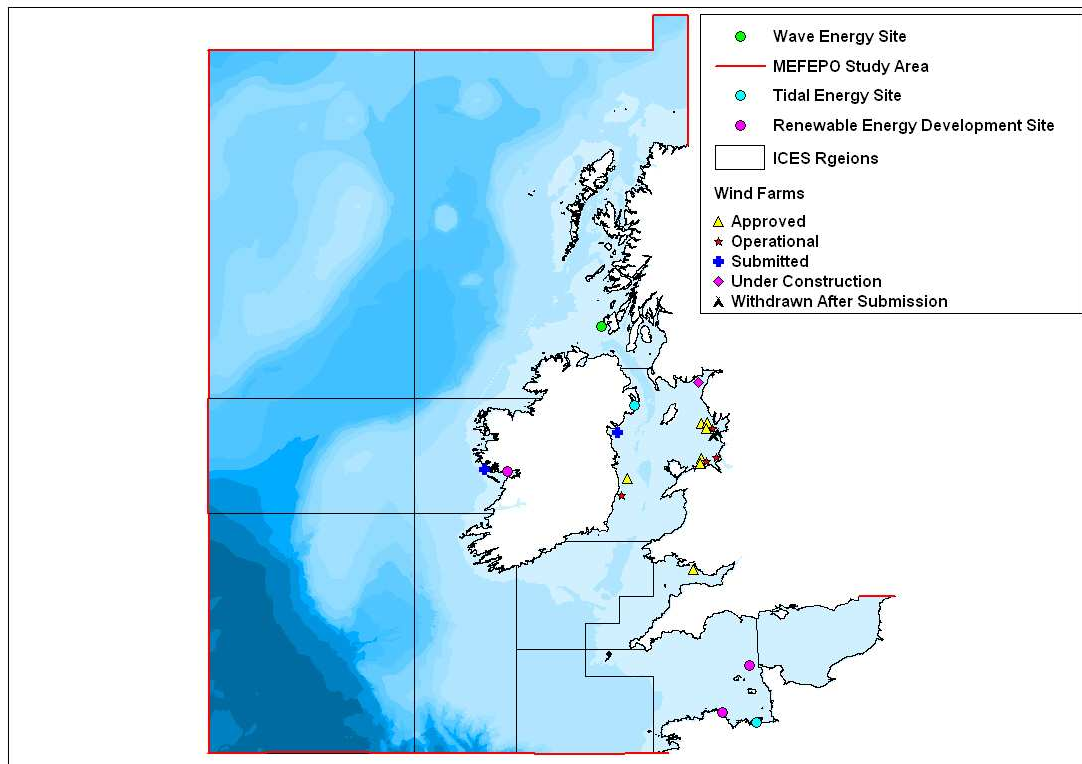 Wave Energy Site
MEFEPO Study Area
Tidal Energy Site
Renewable Energy Development Site
ICES Rgeions
Wind Farms
Approved
Operational
Submitted
Under Construction
Withdrawn After Submission